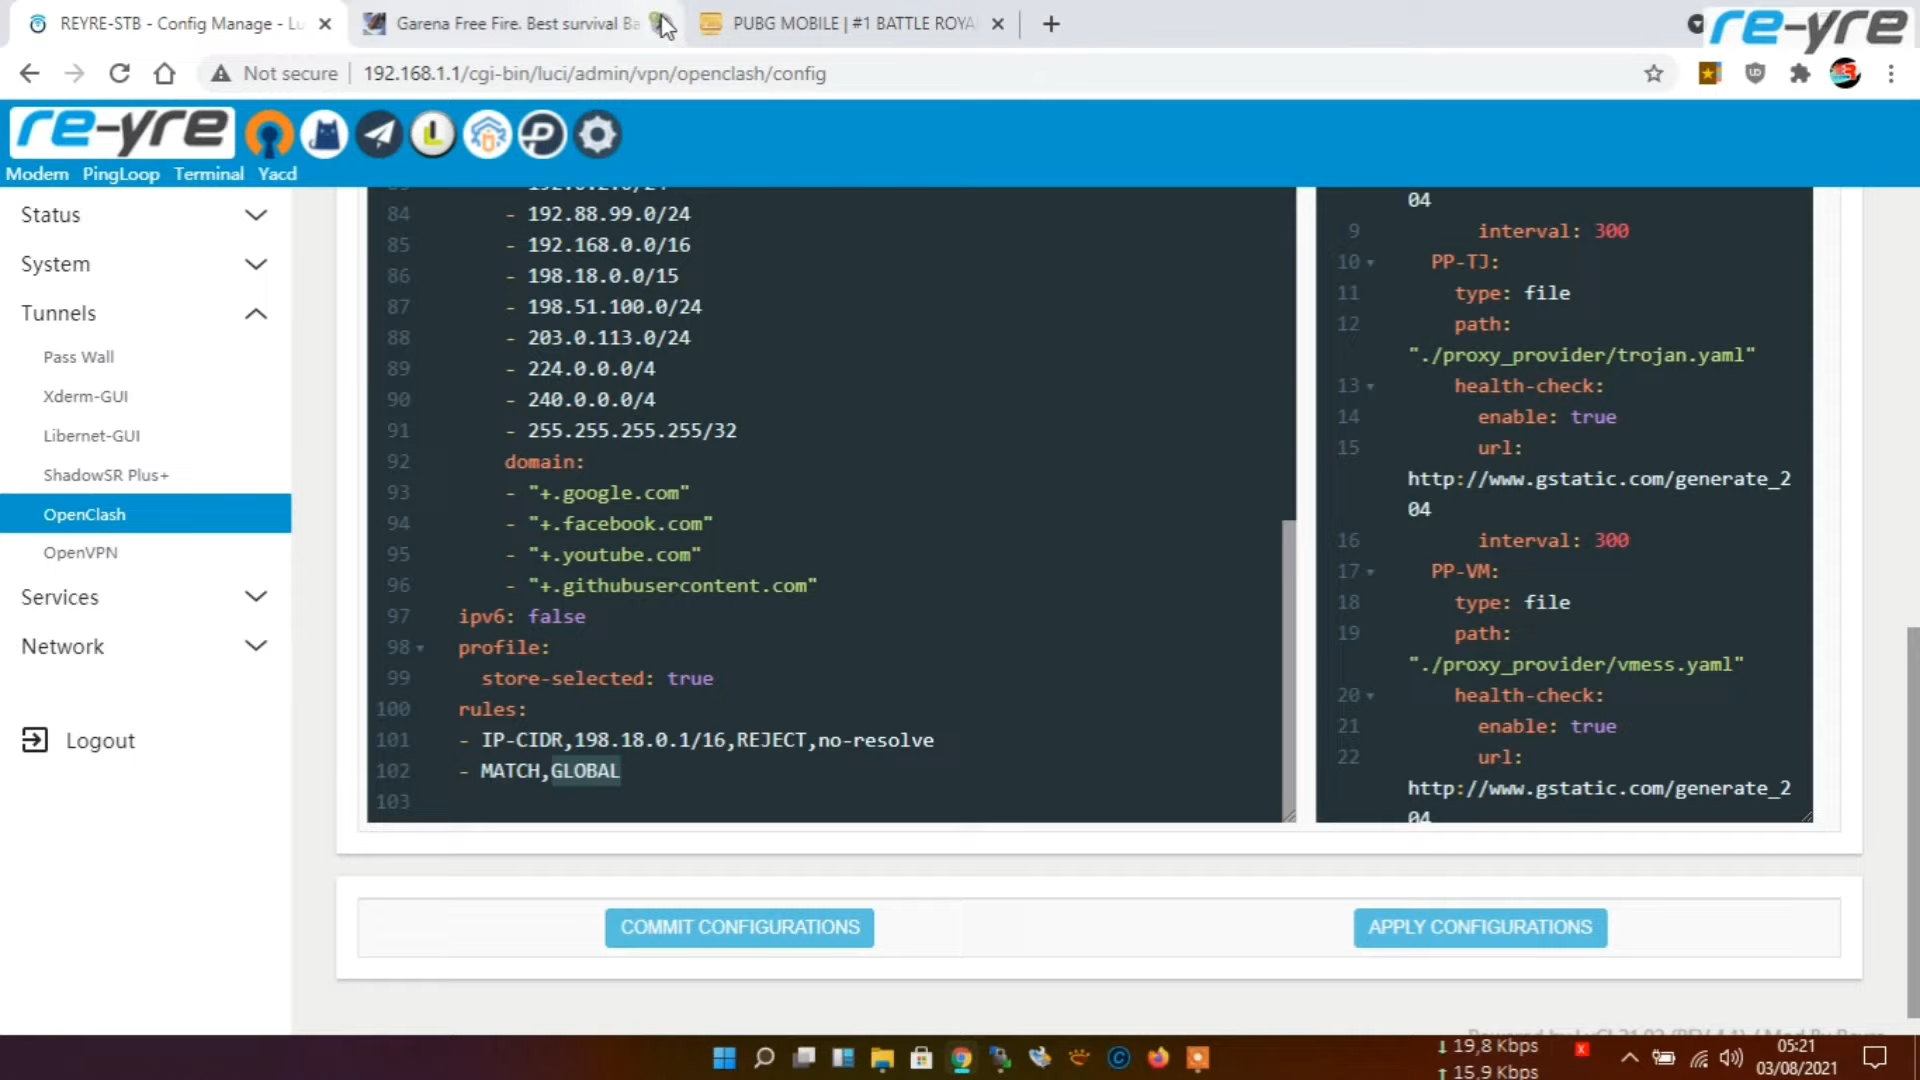 REYRE-STB - Config Manage - Lu
Garena Free Fire. Best survival Ba
PUBG MOBILE | #1 BATTLE ROYA
re-yre
Not secure
192.168.1.1/cgi-bin/luci/admin/vpn/openclash/config
re-yre
Modem
PingLoop
Terminal
Yacd
Status
System
Tunnels
Pass Wall
Xderm-GUI
Libernet-GUI
ShadowSR Plus+
OpenClash
OpenVPN
Services
Network
Logout
84 - 192.88.99.0/24
85 - 192.168.0.0/16
86 - 198.18.0.0/15
87 - 198.51.100.0/24
88 - 203.0.113.0/24
89 - 224.0.0.0/4
90 - 240.0.0.0/4
91 - 255.255.255.255/32
92 domain:
93 - "+.google.com"
94 - "+.facebook.com"
95 - "+.youtube.com"
96 - "+.githubusercontent.com"
97 ipv6: false
98 profile:
99 store-selected: true
100 rules:
101 - IP-CIDR,198.18.0.1/16,REJECT,no-resolve
102 - MATCH,GLOBAL
103
04
9 interval: 300
10 PP-TJ:
11 type: file
12 path:
"./proxy_provider/trojan.yaml"
13 health-check:
14 enable: true
15 url:
http://www.gstatic.com/generate_2
04
16 interval: 300
17 PP-VM:
18 type: file
19 path:
"./proxy_provider/vmess.yaml"
20 health-check:
21 enable: true
22 url:
http://www.gstatic.com/generate_2
04
COMMIT CONFIGURATIONS
APPLY CONFIGURATIONS
19,8 Kbps
15,9 Kbps
05:21
03/08/2021